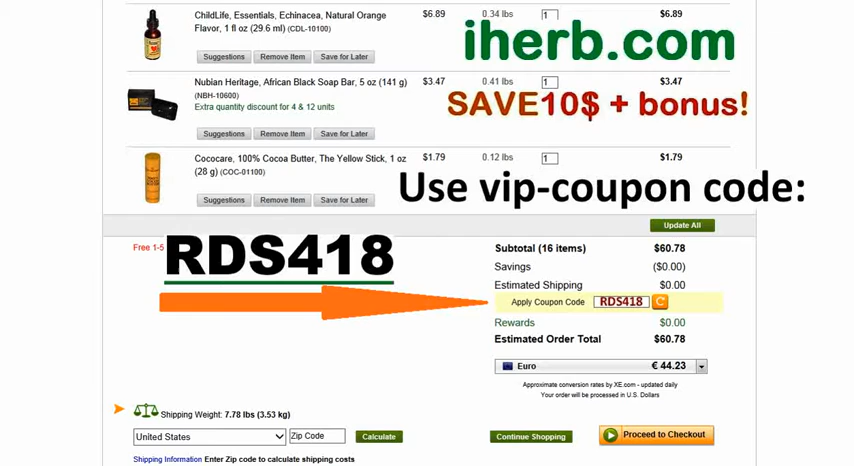 ChildLife, Essentials, Echinacea, Natural Orange $6.89 0.34 lbs 1 $6.89
Flavor, 1 fl oz (29.6 ml) (CDL-10100)
Suggestions Remove Item Save for Later
iherb.com
Nubian Heritage, African Black Soap Bar, 5 oz (141 g) $3.47 0.41 lbs 1 $3.47
(NBH-10600)
Extra quantity discount for 4 & 12 units
SAVE10$ + bonus!
Suggestions Remove Item Save for Later
Cococare, 100% Cocoa Butter, The Yellow Stick, 1 oz $1.79 0.12 lbs 1 $1.79
(28 g) (COC-01100)
Use vip-coupon code:
Suggestions Remove Item Save for Later
Update All
Free 1-5
RDS418
Subtotal (16 items) $60.78
Savings ($0.00)
Estimated Shipping $0.00
Apply Coupon Code RDS418
Rewards $0.00
Estimated Order Total $60.78
Euro € 44.23
Approximate conversion rates by XE.com - updated daily
Your order will be processed in U.S. Dollars
Shipping Weight: 7.78 lbs (3.53 kg)
United States Zip Code Calculate Continue Shopping Proceed to Checkout
Shipping Information Enter Zip code to calculate shipping costs